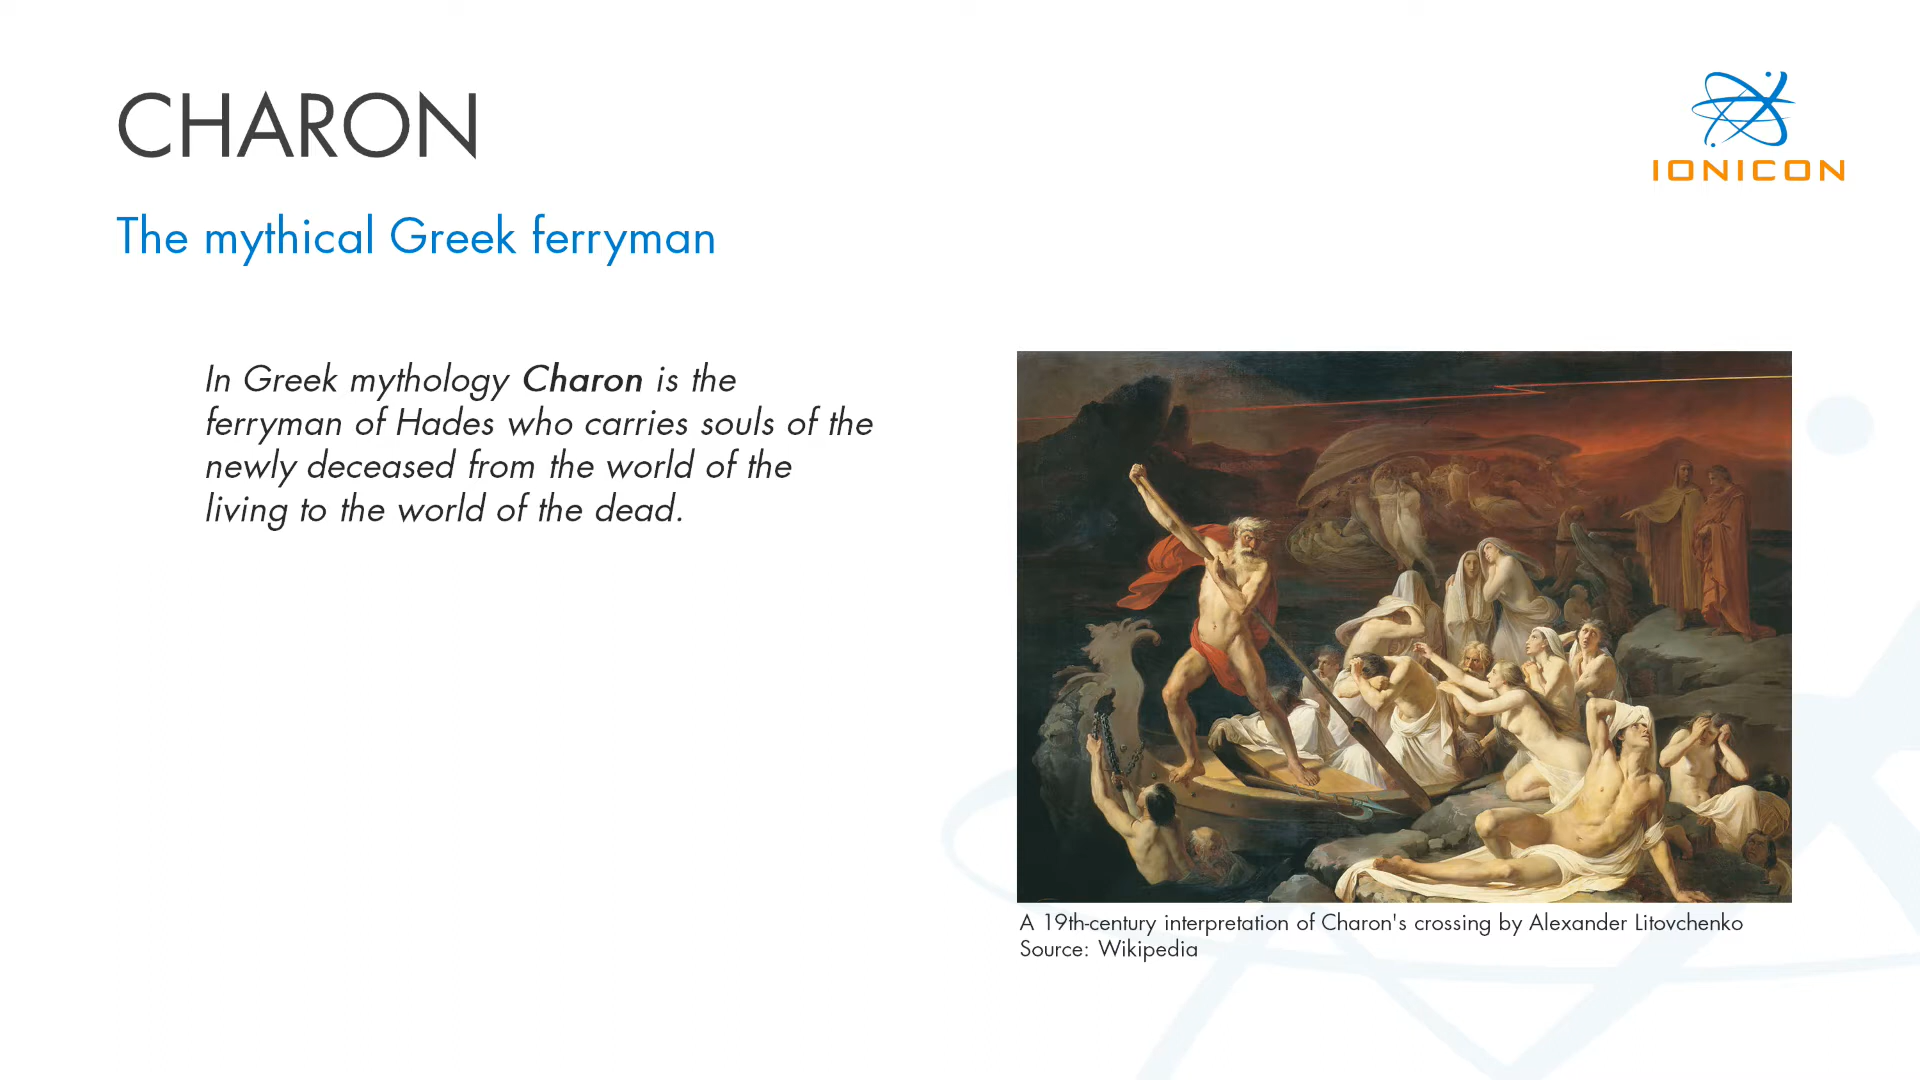 CHARON
IONICON
The mythical Greek ferryman
In Greek mythology Charon is the
ferryman of Hades who carries souls of the
newly deceased from the world of the
living to the world of the dead.
A 19th-century interpretation of Charon's crossing by Alexander Litovchenko
Source: Wikipedia